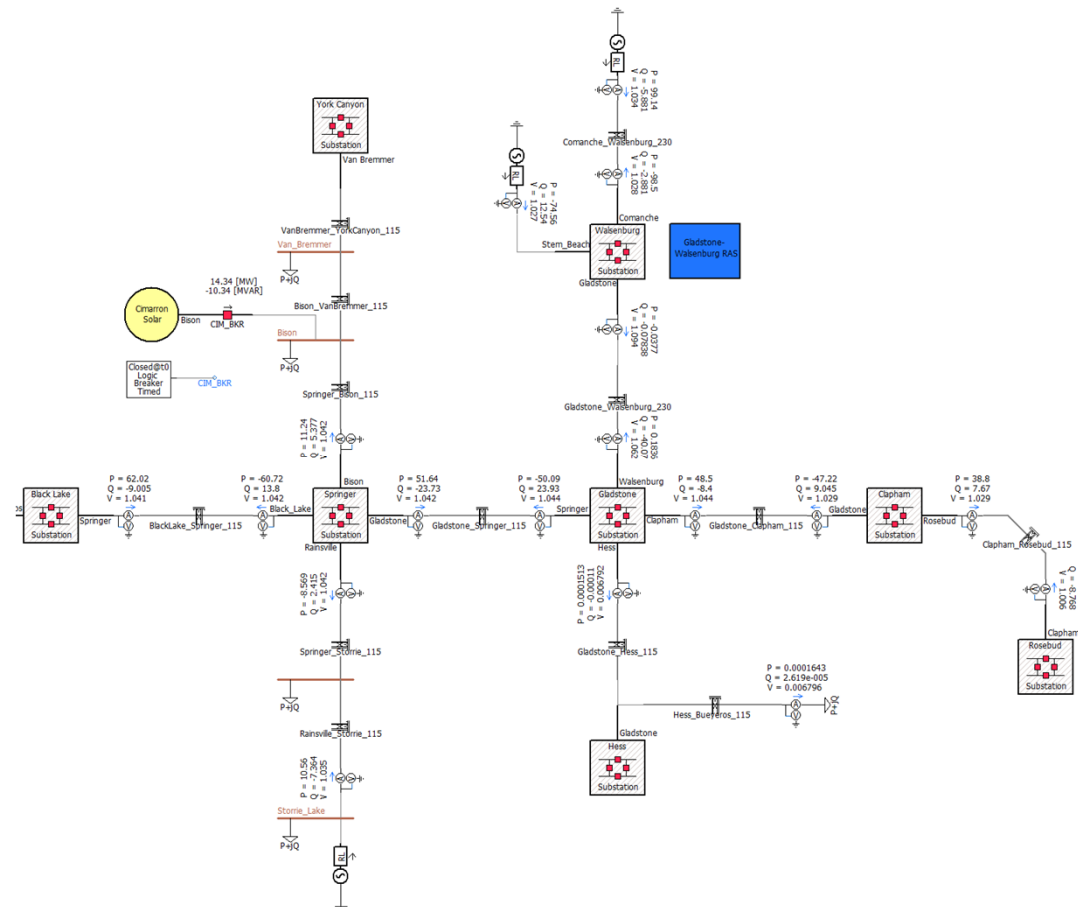 York Canyon
Substation
Van Bremmer
VanBremmer_YorkCanyon_115
Van_Bremmer
P+jQ
14.34 [MW]
-10.34 [MVAR]
Cimarron
Solar
Bison
CIM_BKR
Bison_VanBremmer_115
Bison
P+jQ
Closed@t0
Logic
Breaker
Timed
CIM_BKR
Springer_Bison_115
P = 11.24
Q = 5.377
V = 1.042
S
RL
P = 99.14
Q = -5.881
V = 1.034
A
V
Comanche_Walsenburg_230
P = -98.5
Q = -2.881
V = 1.028
A
V
Comanche
S
RL
P = -74.56
Q = 12.54
V = 1.027
A
V
Stem_Beach
Walsenburg
Substation
Gladstone
Gladstone-
Walsenburg RAS
P = -0.0377
Q = -0.07838
V = 1.094
A
V
Gladstone_Walsenburg_230
P = 0.1836
Q = -40.07
V = 1.062
A
V
Walsenburg
Black Lake
Substation
Springer
P = 62.02
Q = -9.005
V = 1.041
A
V
BlackLake_Springer_115
P = -60.72
Q = 13.8
V = 1.042
A
V
Black_Lake
Bison
Springer
Substation
Gladstone
Rainsville
P = 51.64
Q = -23.73
V = 1.042
A
V
Gladstone_Springer_115
P = -50.09
Q = 23.93
V = 1.044
A
V
Springer
Gladstone
Substation
Clapham
Hess
P = 48.5
Q = -8.4
V = 1.044
A
V
Gladstone_Clapham_115
P = -47.22
Q = 9.045
V = 1.029
A
V
Gladstone
Clapham
Substation
Rosebud
P = 38.8
Q = 7.67
V = 1.029
A
V
Clapham_Rosebud_115
Q = -8.768
V = 1.006
A
V
Clapham
Rosebud
Substation
P = -8.569
Q = 2.415
V = 1.042
A
V
Springer_Storrie_115
P+jQ
Rainsville_Storrie_115
P = 10.56
Q = -7.364
V = 1.035
A
V
Storrie_Lake
P+jQ
RL
S
P = 0.0001513
Q = -0.00011
V = 0.006792
A
V
Gladstone_Hess_115
P = 0.0001643
Q = 2.619e-005
V = 0.006796
A
V
P+jQ
Hess_Bueyeros_115
Gladstone
Hess
Substation